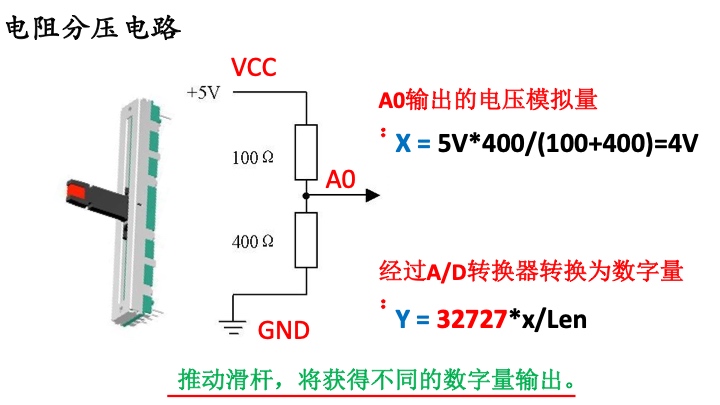 电阻分压电路
VCC
+5V
A0输出的电压模拟量
：X = 5V*400/(100+400)=4V
100Ω
A0
400Ω
经过A/D转换器转换为数字量
：Y = 32727*x/Len
GND
推动滑杆，将获得不同的数字量输出。